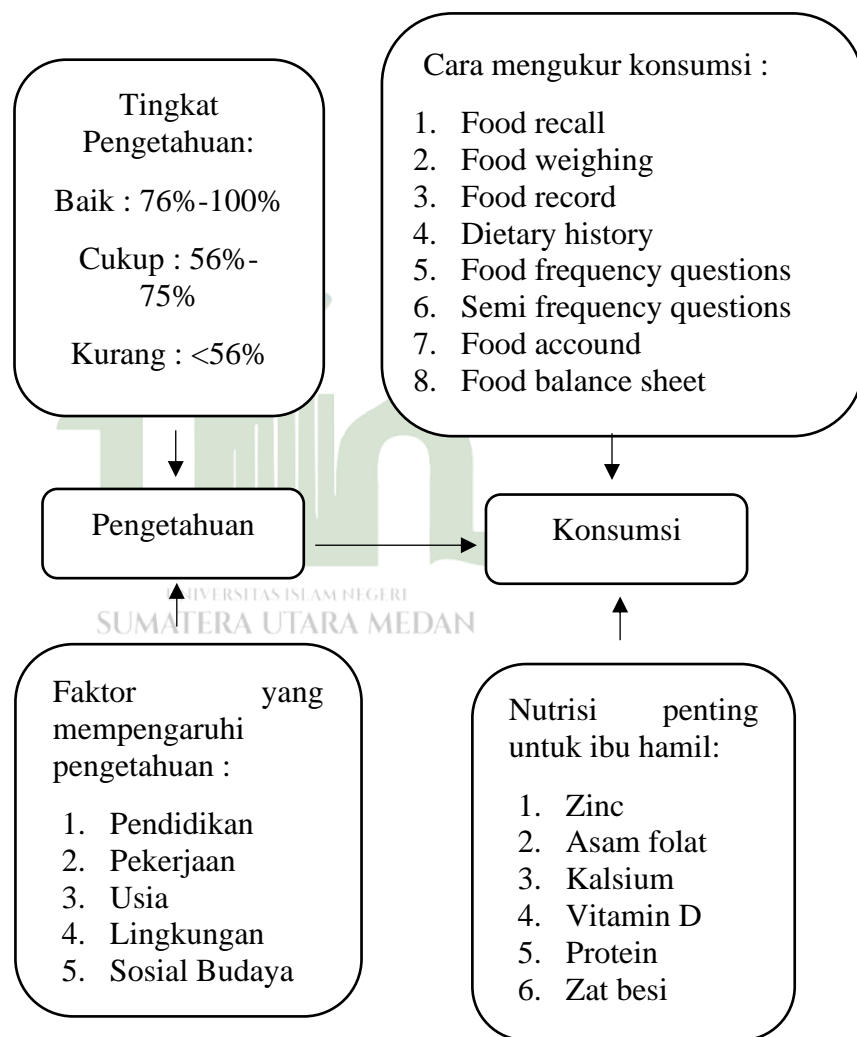 Tingkat
Pengetahuan:
Baik : 76%-100%
Cukup : 56%-
75%
Kurang : <56%
Cara mengukur konsumsi :
1. Food recall
2. Food weighing
3. Food record
4. Dietary history
5. Food frequency questions
6. Semi frequency questions
7. Food accound
8. Food balance sheet
Pengetahuan
Konsumsi
UNIVERSITAS ISLAM NEGERI
SUMATERA UTARA MEDAN
Faktor yang
mempengaruhi
pengetahuan :
1. Pendidikan
2. Pekerjaan
3. Usia
4. Lingkungan
5. Sosial Budaya
Nutrisi penting
untuk ibu hamil:
1. Zinc
2. Asam folat
3. Kalsium
4. Vitamin D
5. Protein
6. Zat besi